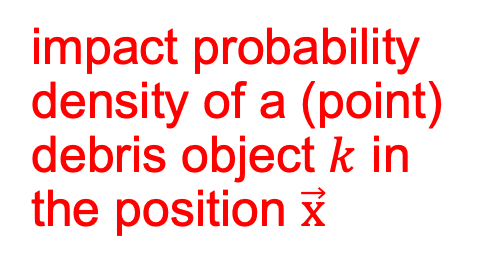 impact probability
density of a (point)
debris object k in
the position x⃗